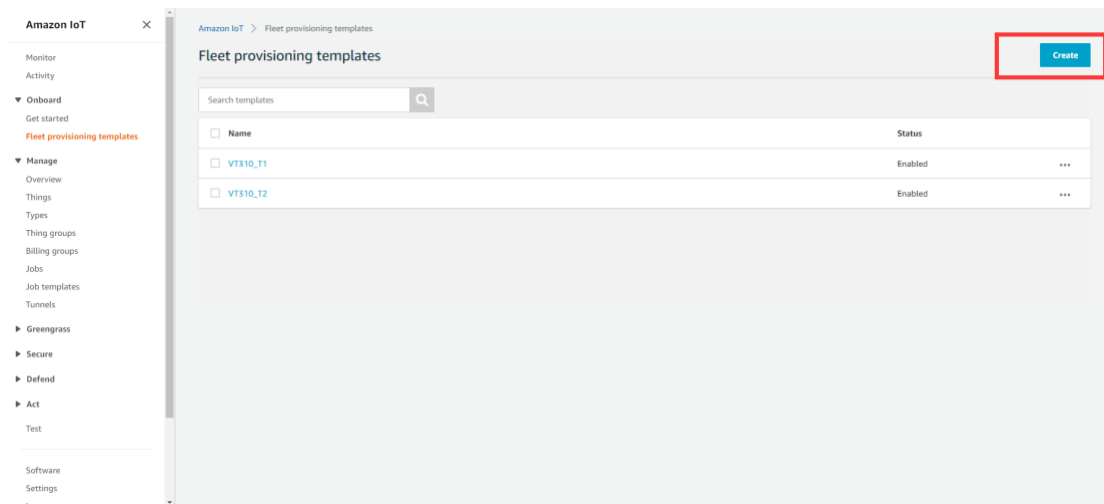 Amazon IoT
Monitor
Activity
Onboard
Get started
Fleet provisioning templates
Manage
Overview
Things
Types
Thing groups
Billing groups
Jobs
Job templates
Tunnels
Greengrass
Secure
Defend
Act
Test
Software
Settings
Amazon IoT > Fleet provisioning templates
Fleet provisioning templates
Create
Search templates
Name Status
VT310_T1 Enabled ...
VT310_T2 Enabled ...